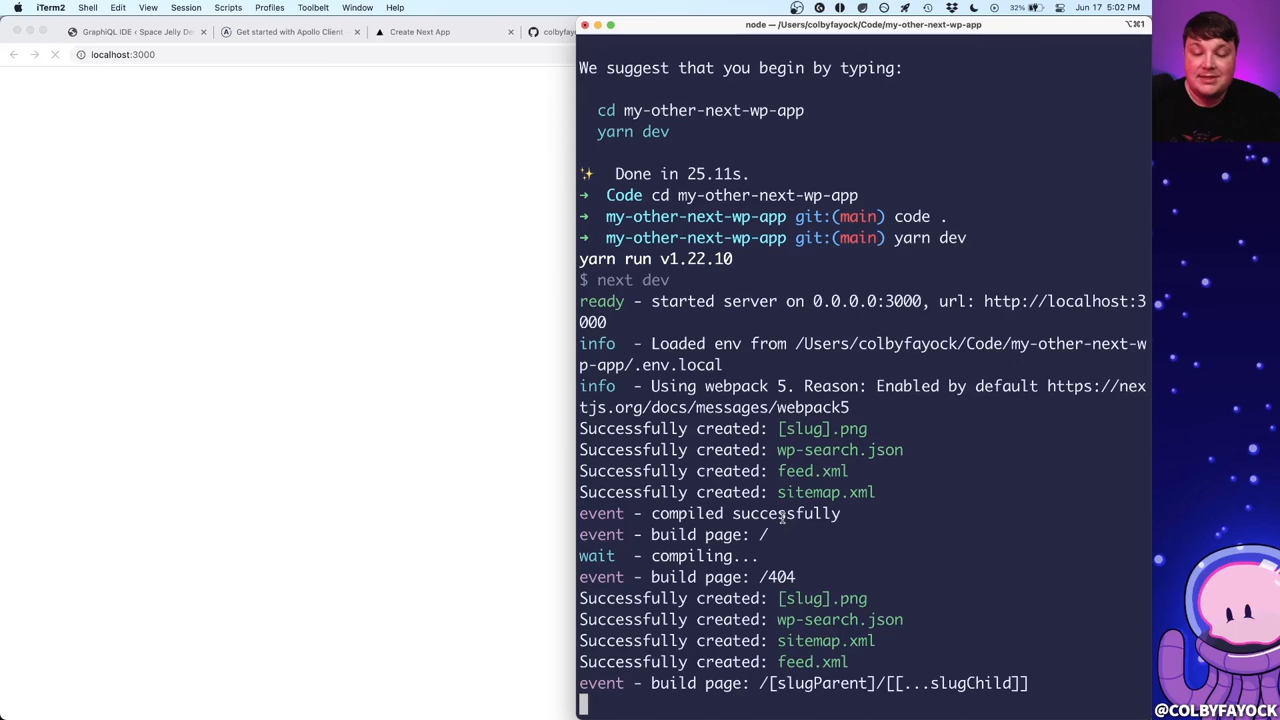 iTerm2 Shell Edit View Session Scripts Profiles Toolbelt Window Help
32% Jun 17 5:02 PM
node — /Users/colbyfayock/Code/my-other-next-wp-app
⌥⌘1
GraphiQL IDE ‹ Space Jelly De
Get started with Apollo Client
Create Next App
colbyfay
localhost:3000
We suggest that you begin by typing:
cd my-other-next-wp-app
yarn dev
✨ Done in 25.11s.
➜ Code cd my-other-next-wp-app
➜ my-other-next-wp-app git:(main) code .
➜ my-other-next-wp-app git:(main) yarn dev
yarn run v1.22.10
$ next dev
ready - started server on 0.0.0.0:3000, url: http://localhost:3
000
info - Loaded env from /Users/colbyfayock/Code/my-other-next-w
p-app/.env.local
info - Using webpack 5. Reason: Enabled by default https://nex
tjs.org/docs/messages/webpack5
Successfully created: [slug].png
Successfully created: wp-search.json
Successfully created: feed.xml
Successfully created: sitemap.xml
event - compiled successfully
event - build page: /
wait - compiling...
event - build page: /404
Successfully created: [slug].png
Successfully created: wp-search.json
Successfully created: sitemap.xml
Successfully created: feed.xml
event - build page: /[slugParent]/[[...slugChild]]
@COLBYFAYOCK